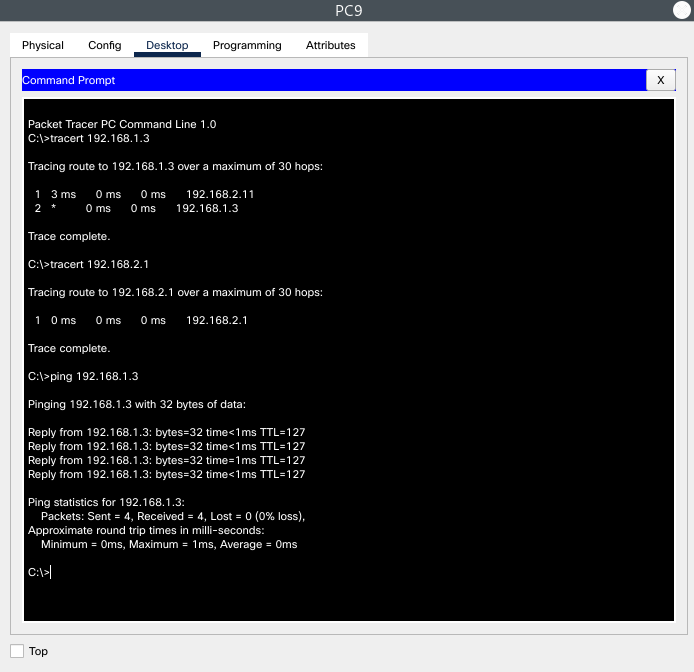 PC9
Physical Config Desktop Programming Attributes
Command Prompt X
Packet Tracer PC Command Line 1.0
C:\>tracert 192.168.1.3
Tracing route to 192.168.1.3 over a maximum of 30 hops:
1 3 ms 0 ms 0 ms 192.168.2.11
2 * 0 ms 0 ms 192.168.1.3
Trace complete.
C:\>tracert 192.168.2.1
Tracing route to 192.168.2.1 over a maximum of 30 hops:
1 0 ms 0 ms 0 ms 192.168.2.1
Trace complete.
C:\>ping 192.168.1.3
Pinging 192.168.1.3 with 32 bytes of data:
Reply from 192.168.1.3: bytes=32 time<1ms TTL=127
Reply from 192.168.1.3: bytes=32 time<1ms TTL=127
Reply from 192.168.1.3: bytes=32 time=1ms TTL=127
Reply from 192.168.1.3: bytes=32 time<1ms TTL=127
Ping statistics for 192.168.1.3:
Packets: Sent = 4, Received = 4, Lost = 0 (0% loss),
Approximate round trip times in milli-seconds:
Minimum = 0ms, Maximum = 1ms, Average = 0ms
C:\>
Top